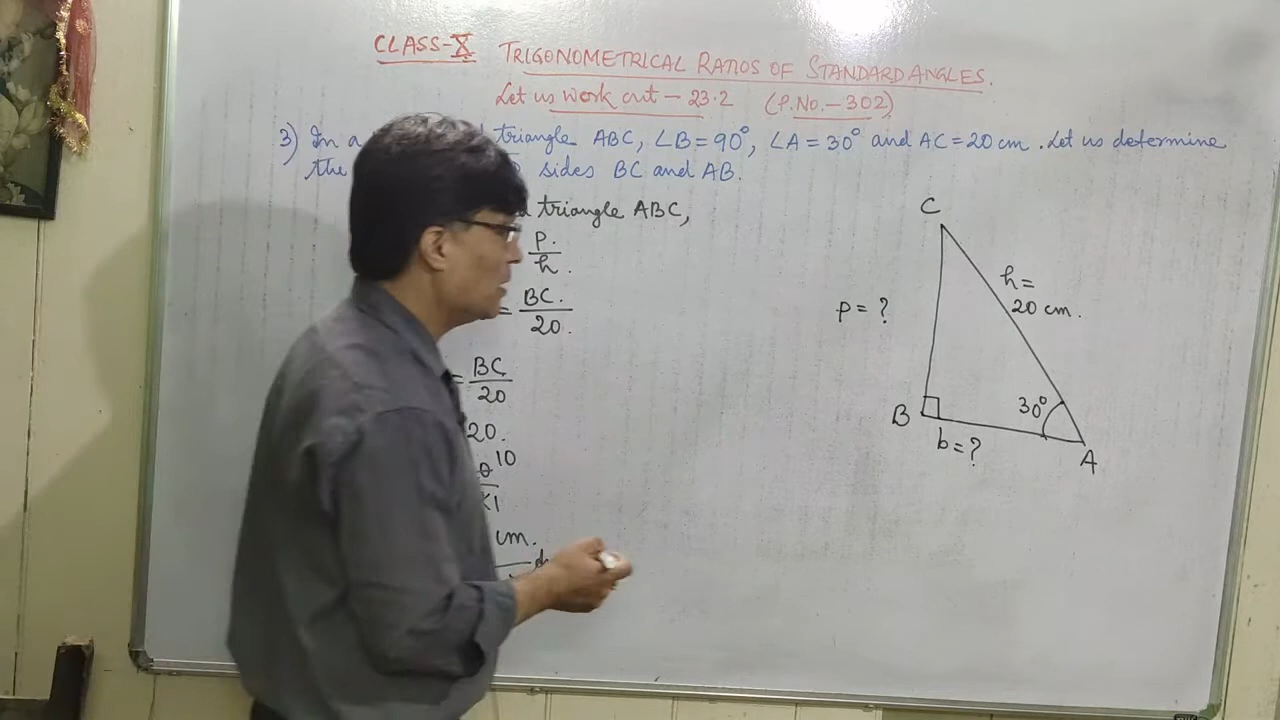 CLASS-X TRIGONOMETRICAL RATIOS OF STANDARD ANGLES.
Let us work out - 23.2 (P.No.-302)
3) In a triangle ABC, ∠B=90°, ∠A=30° and AC=20 cm. Let us determine
the sides BC and AB.
triangle ABC,
P.
h.
= BC.
20.
= BC
20
20.
10
×1
cm.
C
h=
20 cm.
p=?
30°
B
b=?
A